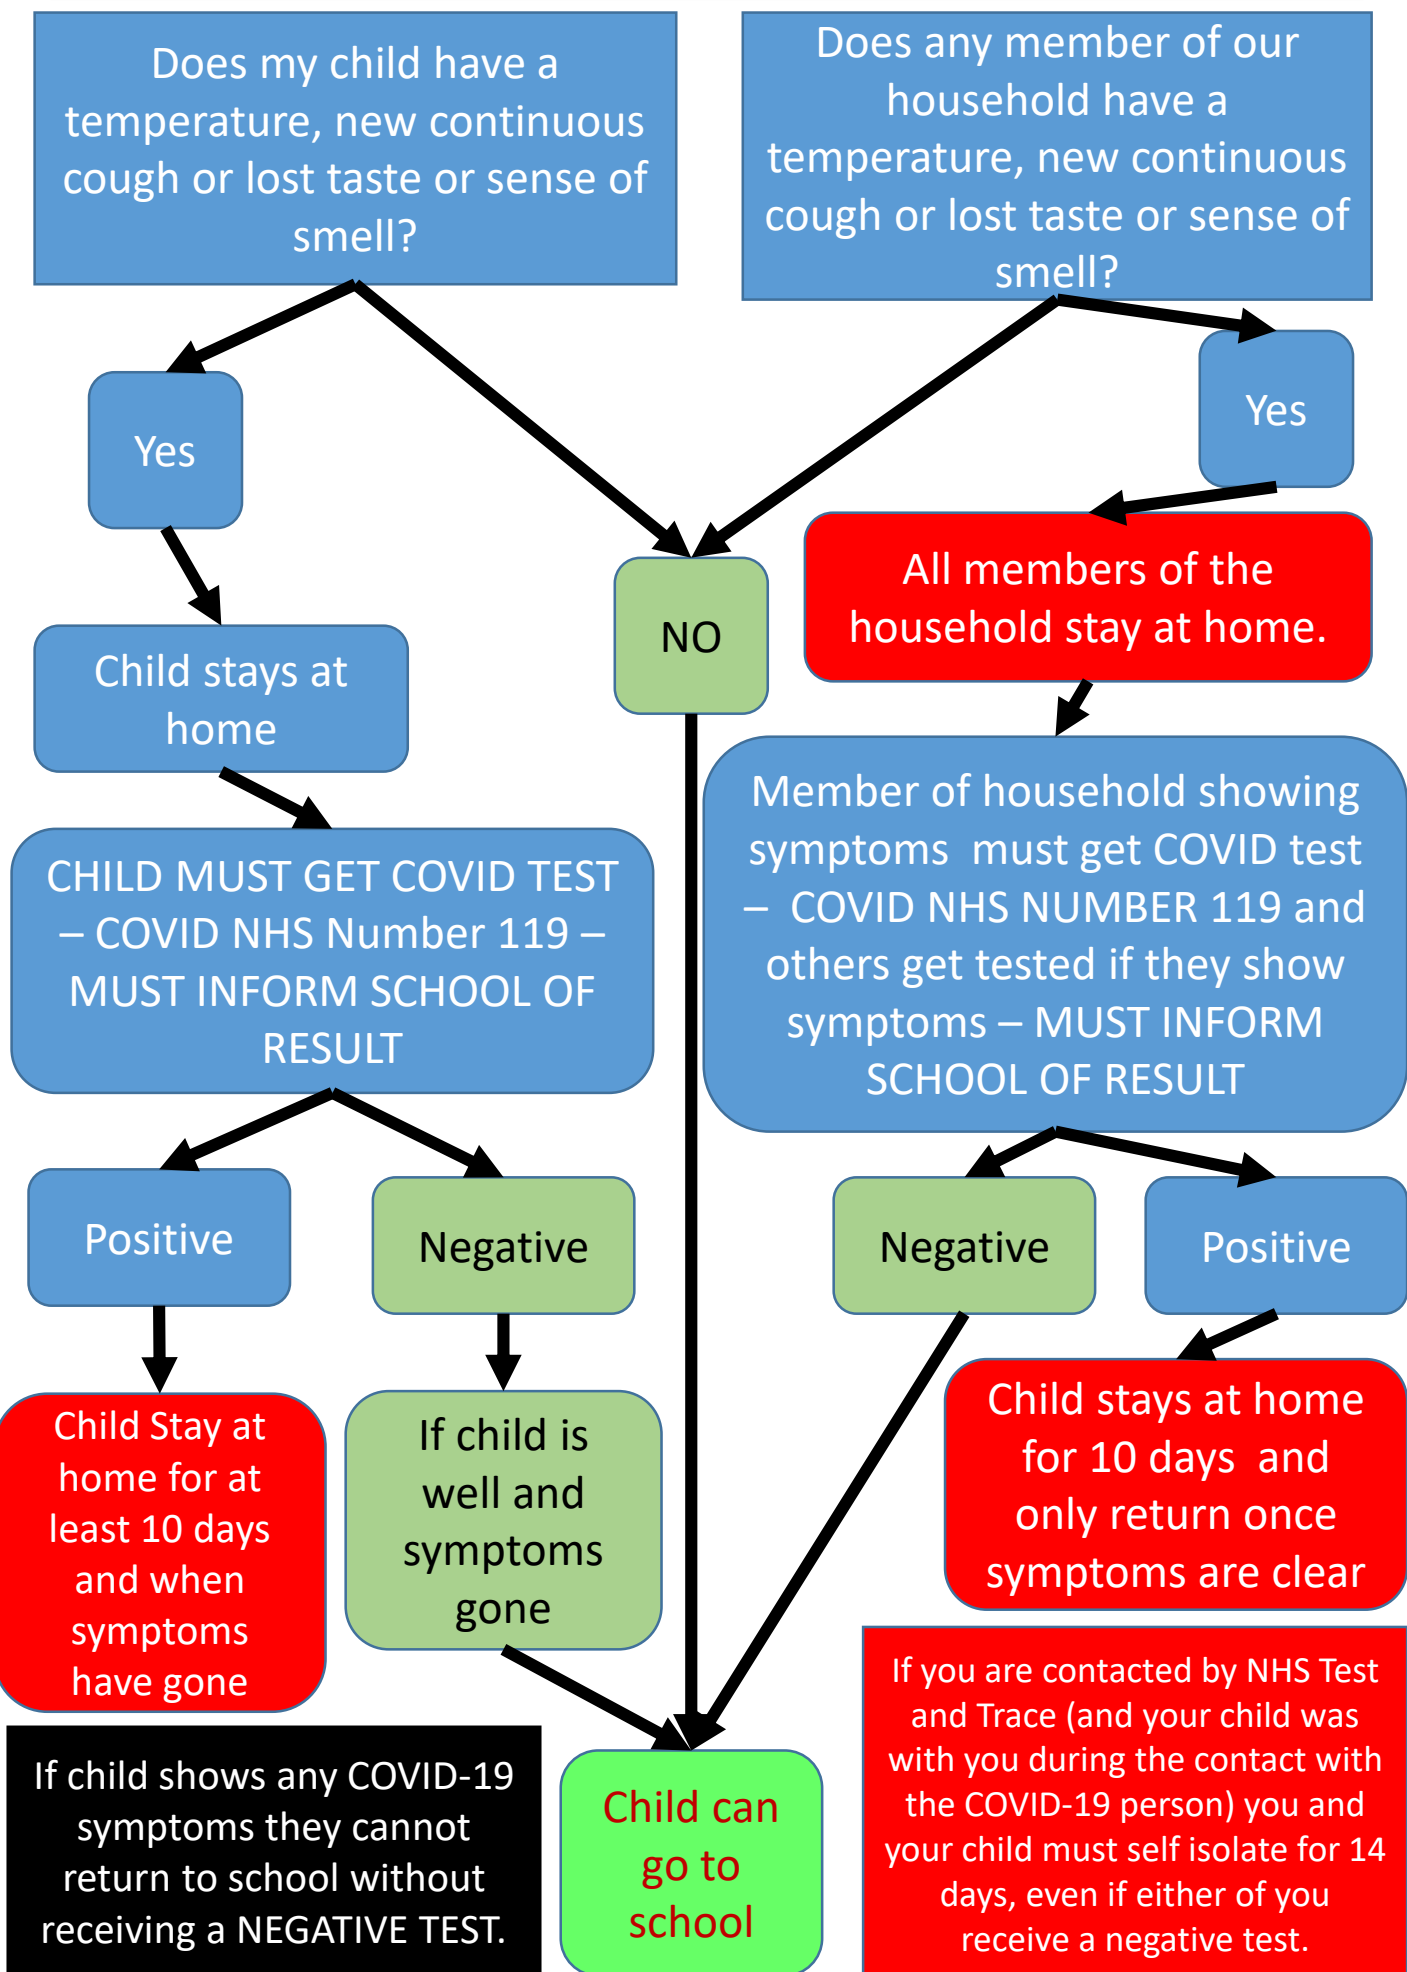 Does my child have a
temperature, new continuous
cough or lost taste or sense of
smell?
Does any member of our
household have a
temperature, new continuous
cough or lost taste or sense of
smell?
Yes
Yes
NO
All members of the
household stay at home.
Child stays at
home
Member of household showing
symptoms must get COVID test
– COVID NHS NUMBER 119 and
others get tested if they show
symptoms – MUST INFORM
SCHOOL OF RESULT
CHILD MUST GET COVID TEST
– COVID NHS Number 119 –
MUST INFORM SCHOOL OF
RESULT
Positive
Negative
Negative
Positive
Child Stay at
home for at
least 10 days
and when
symptoms
have gone
If child is
well and
symptoms
gone
Child stays at home
for 10 days and
only return once
symptoms are clear
If child shows any COVID-19
symptoms they cannot
return to school without
receiving a NEGATIVE TEST.
Child can
go to
school
If you are contacted by NHS Test
and Trace (and your child was
with you during the contact with
the COVID-19 person) you and
your child must self isolate for 14
days, even if either of you
receive a negative test.